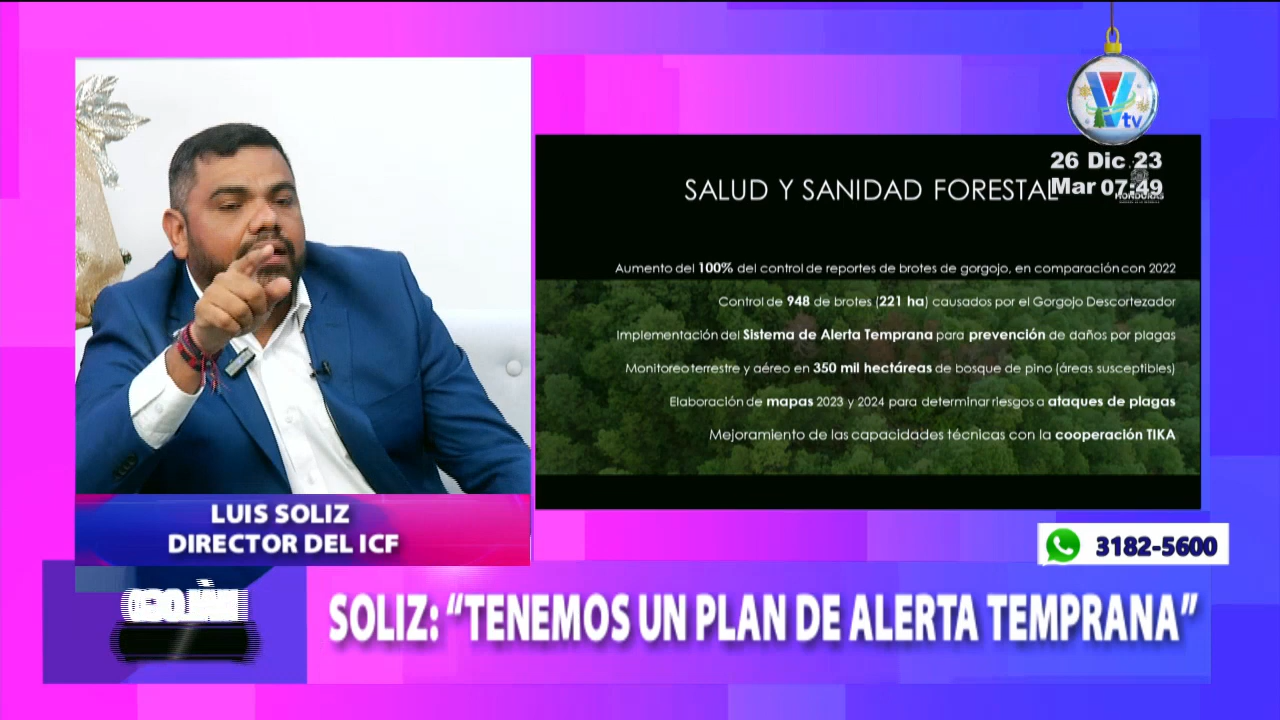 V
tv
26 Dic 23
Mar 07:49
HONDURAS
SALUD Y SANIDAD FORESTAL
Aumento del 100% del control de reportes de brotes de gorgojo, en comparación con 2022
Control de 948 de brotes (221 ha) causados por el Gorgojo Descortezador
Implementación del Sistema de Alerta Temprana para prevención de daños por plagas
Monitoreo terrestre y aéreo en 350 mil hectáreas de bosque de pino (áreas susceptibles)
Elaboración de mapas 2023 y 2024 para determinar riesgos a ataques de plagas
Mejoramiento de las capacidades técnicas con la cooperación TIKA
LUIS SOLIZ
DIRECTOR DEL ICF
3182-5600
SOLIZ: “TENEMOS UN PLAN DE ALERTA TEMPRANA”